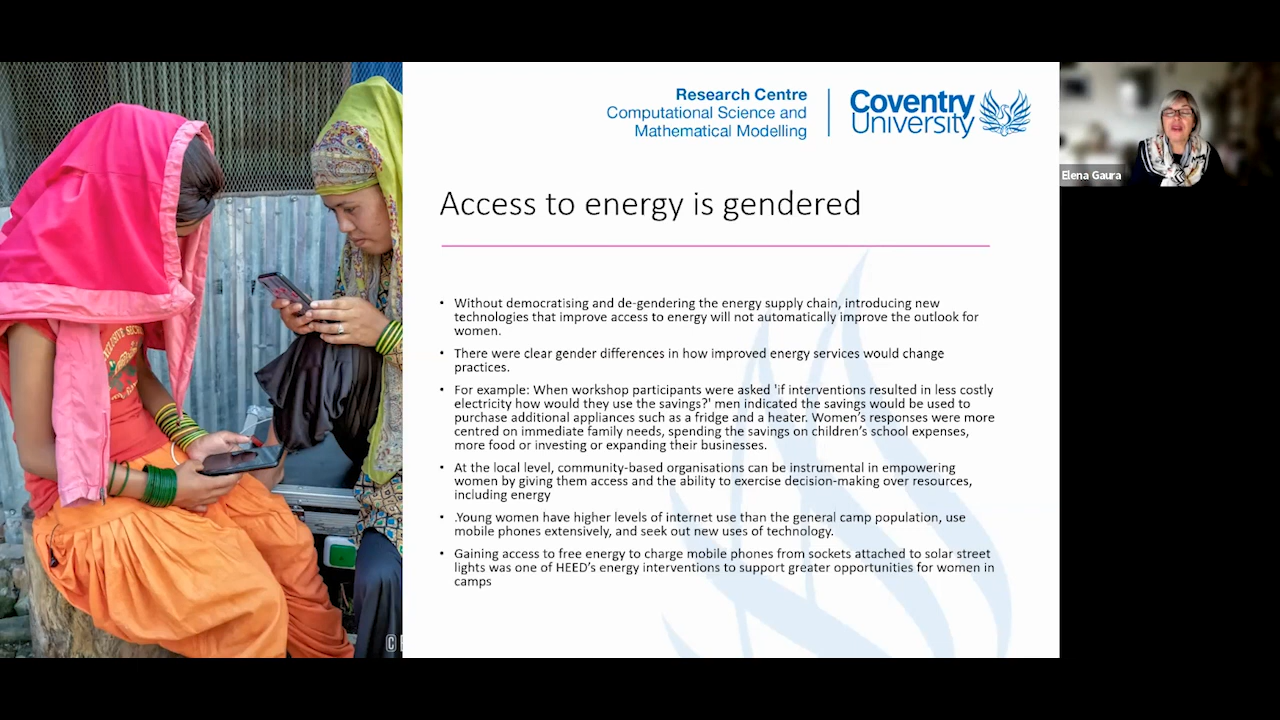 Research Centre
Computational Science and
Mathematical Modelling
Coventry
University
Elena Gaura
Access to energy is gendered
• Without democratising and de-gendering the energy supply chain, introducing new
technologies that improve access to energy will not automatically improve the outlook for
women.
• There were clear gender differences in how improved energy services would change
practices.
• For example: When workshop participants were asked 'if interventions resulted in less costly
electricity how would they use the savings?' men indicated the savings would be used to
purchase additional appliances such as a fridge and a heater. Women's responses were more
centred on immediate family needs, spending the savings on children's school expenses,
more food or investing or expanding their businesses.
• At the local level, community-based organisations can be instrumental in empowering
women by giving them access and the ability to exercise decision-making over resources,
including energy
• .Young women have higher levels of internet use than the general camp population, use
mobile phones extensively, and seek out new uses of technology.
• Gaining access to free energy to charge mobile phones from sockets attached to solar street
lights was one of HEED's energy interventions to support greater opportunities for women in
camps